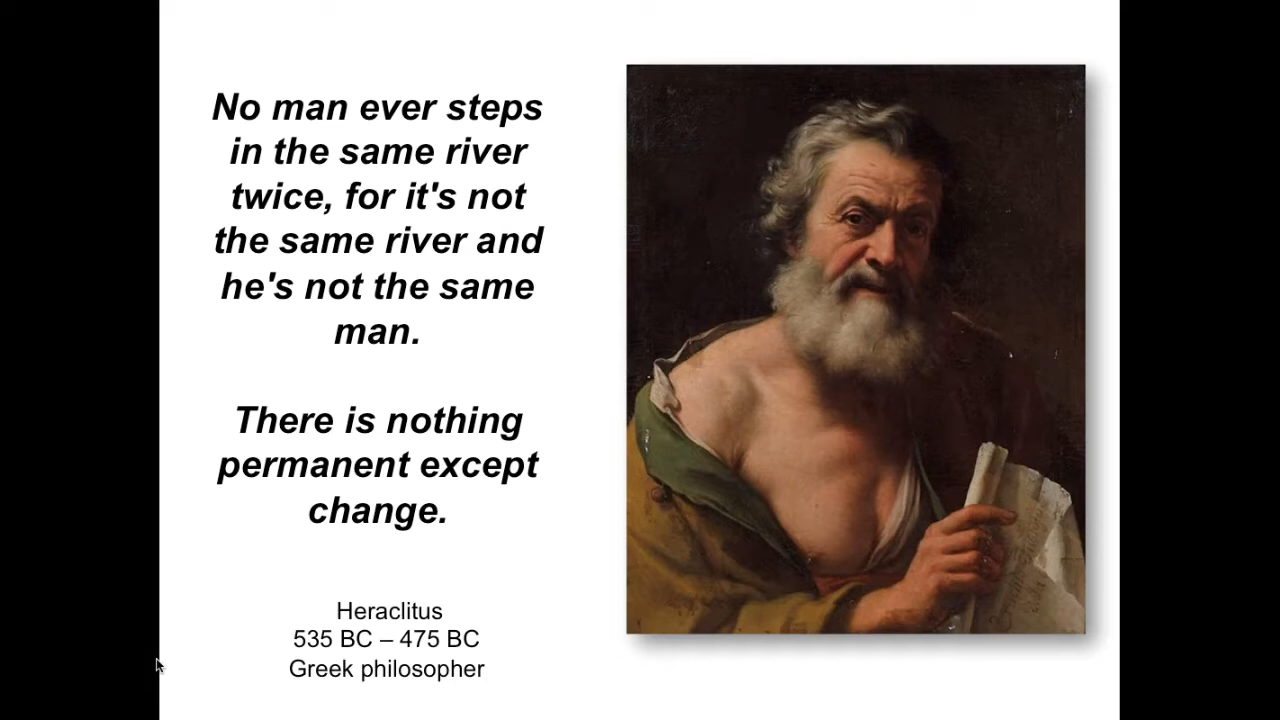 No man ever steps
in the same river
twice, for it's not
the same river and
he's not the same
man.
There is nothing
permanent except
change.
Heraclitus
535 BC – 475 BC
Greek philosopher